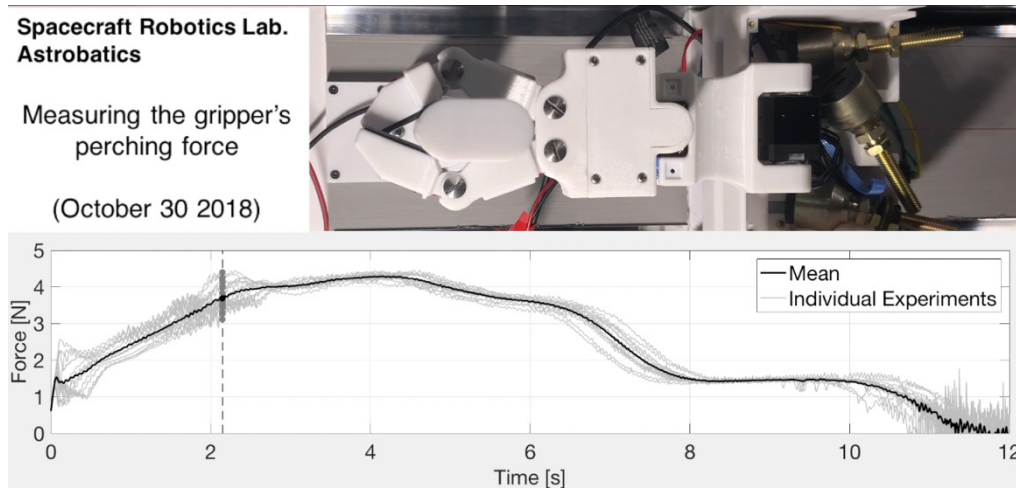 Spacecraft Robotics Lab.
Astrobatics
Measuring the gripper's
perching force
(October 30 2018)
5
4
3
2
1
0
Force [N]
Mean
Individual Experiments
0 2 4 6 8 10 12
Time [s]